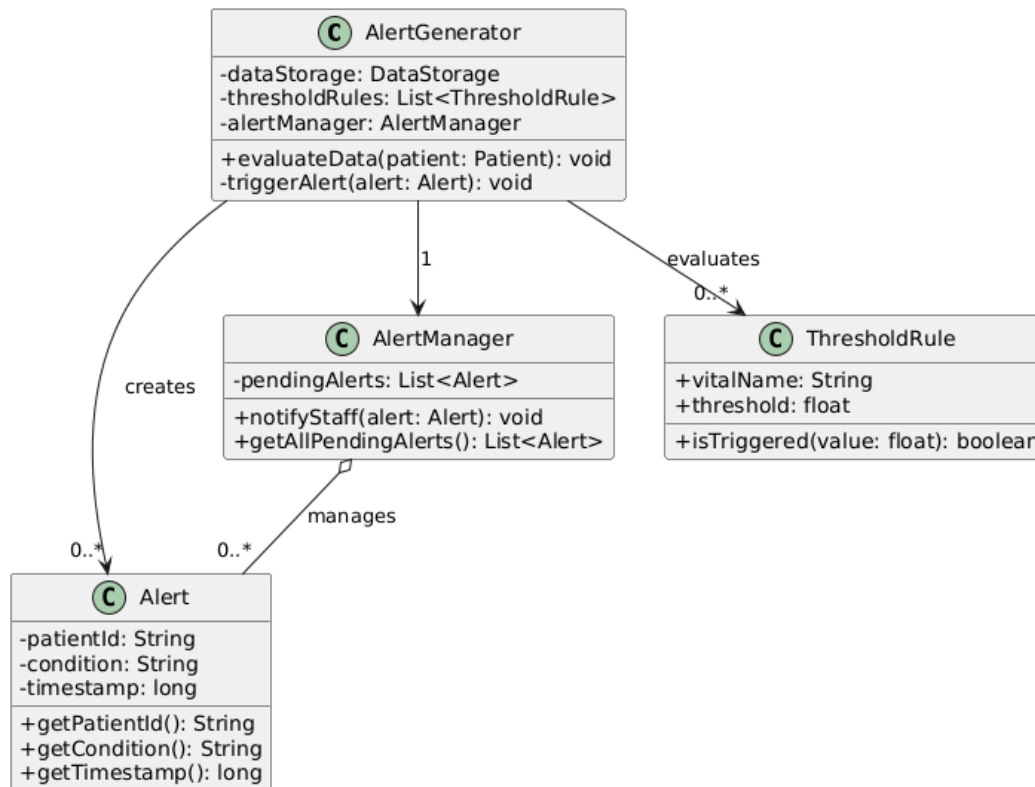 C AlertGenerator
-dataStorage: DataStorage
-thresholdRules: List<ThresholdRule>
-alertManager: AlertManager
+evaluateData(patient: Patient): void
-triggerAlert(alert: Alert): void
1
evaluates
0..*
C AlertManager
-pendingAlerts: List<Alert>
+notifyStaff(alert: Alert): void
+getAllPendingAlerts(): List<Alert>
C ThresholdRule
+vitalName: String
+threshold: float
+isTriggered(value: float): boolean
creates
manages
0..*
0..*
C Alert
-patientId: String
-condition: String
-timestamp: long
+getPatientId(): String
+getCondition(): String
+getTimestamp(): long